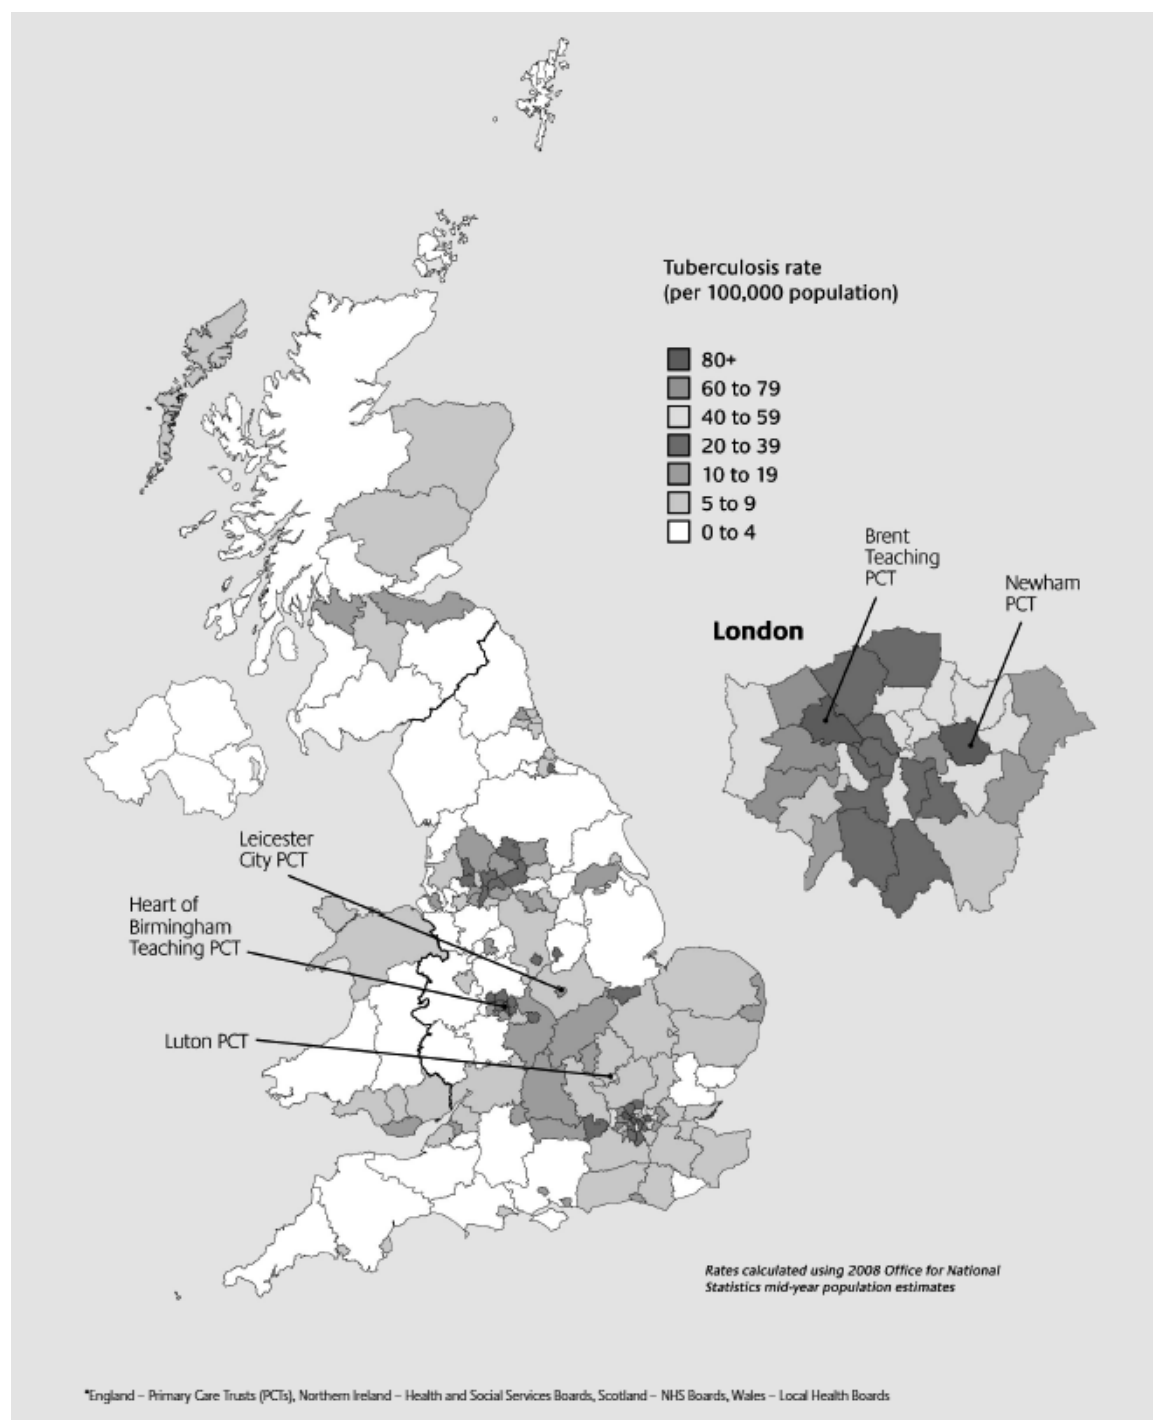 Tuberculosis rate
(per 100,000 population)
80+
60 to 79
40 to 59
20 to 39
10 to 19
5 to 9
0 to 4
Brent
Teaching
PCT
Newham
PCT
London
Leicester
City PCT
Heart of
Birmingham
Teaching PCT
Luton PCT
Rates calculated using 2008 Office for National
Statistics mid-year population estimates
*England – Primary Care Trusts (PCTs), Northern Ireland – Health and Social Services Boards, Scotland – NHS Boards, Wales – Local Health Boards